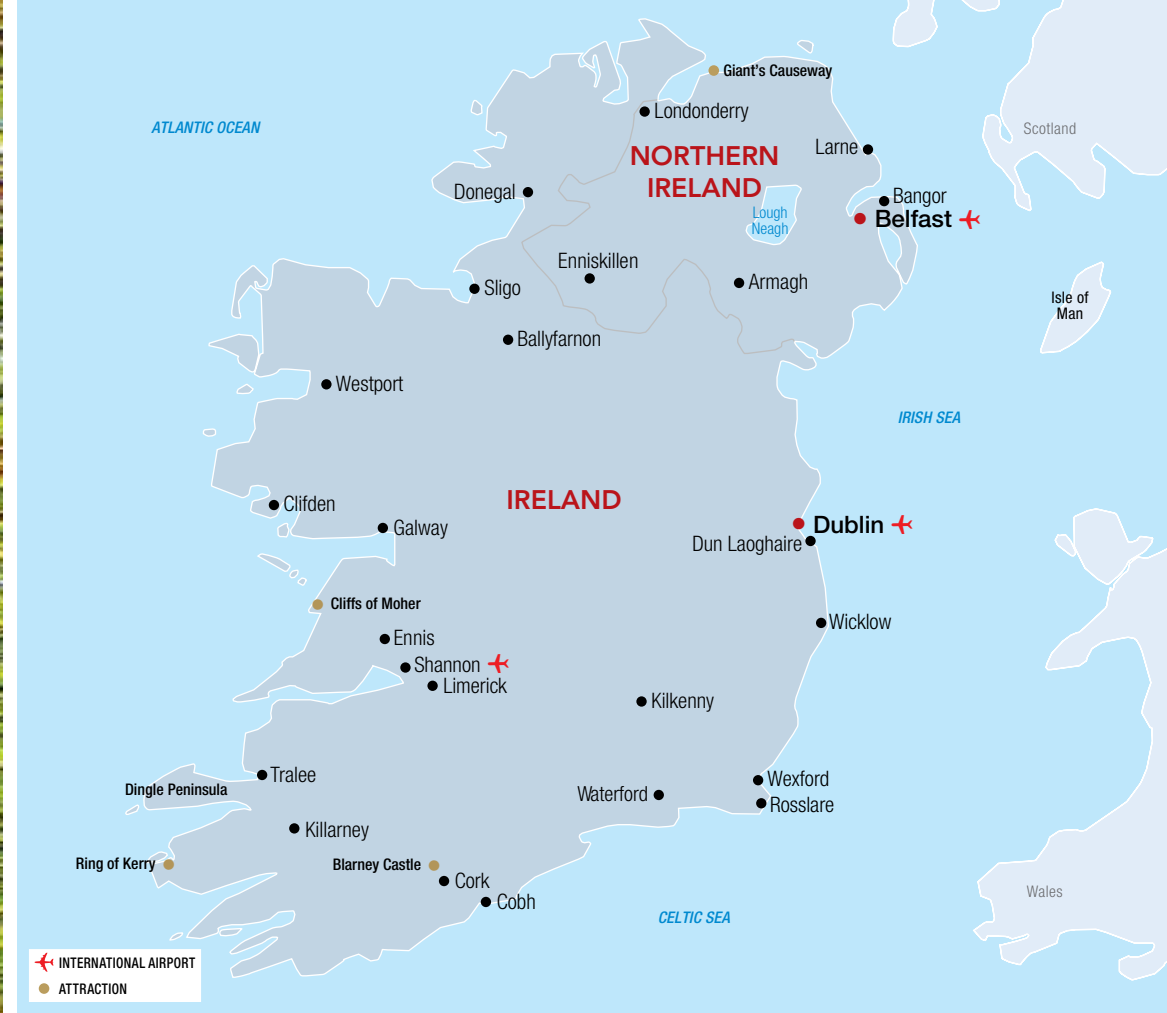 Giant's Causeway
Londonderry
ATLANTIC OCEAN
Scotland
Larne
NORTHERN
IRELAND
Donegal
Bangor
Lough
Neagh
Belfast
Enniskillen
Armagh
Sligo
Isle of
Man
Ballyfarnon
Westport
IRISH SEA
IRELAND
Clifden
Galway
Dublin
Dun Laoghaire
Cliffs of Moher
Wicklow
Ennis
Shannon
Limerick
Kilkenny
Tralee
Wexford
Dingle Peninsula
Waterford
Rosslare
Killarney
Ring of Kerry
Blarney Castle
Cork
Wales
Cobh
CELTIC SEA
INTERNATIONAL AIRPORT
ATTRACTION